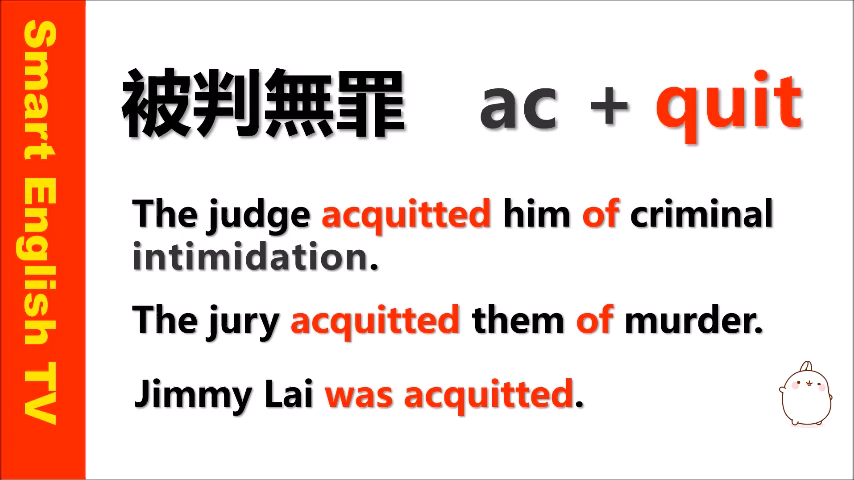 Smart English TV
被判無罪 ac + quit
The judge acquitted him of criminal
intimidation.
The jury acquitted them of murder.
Jimmy Lai was acquitted.